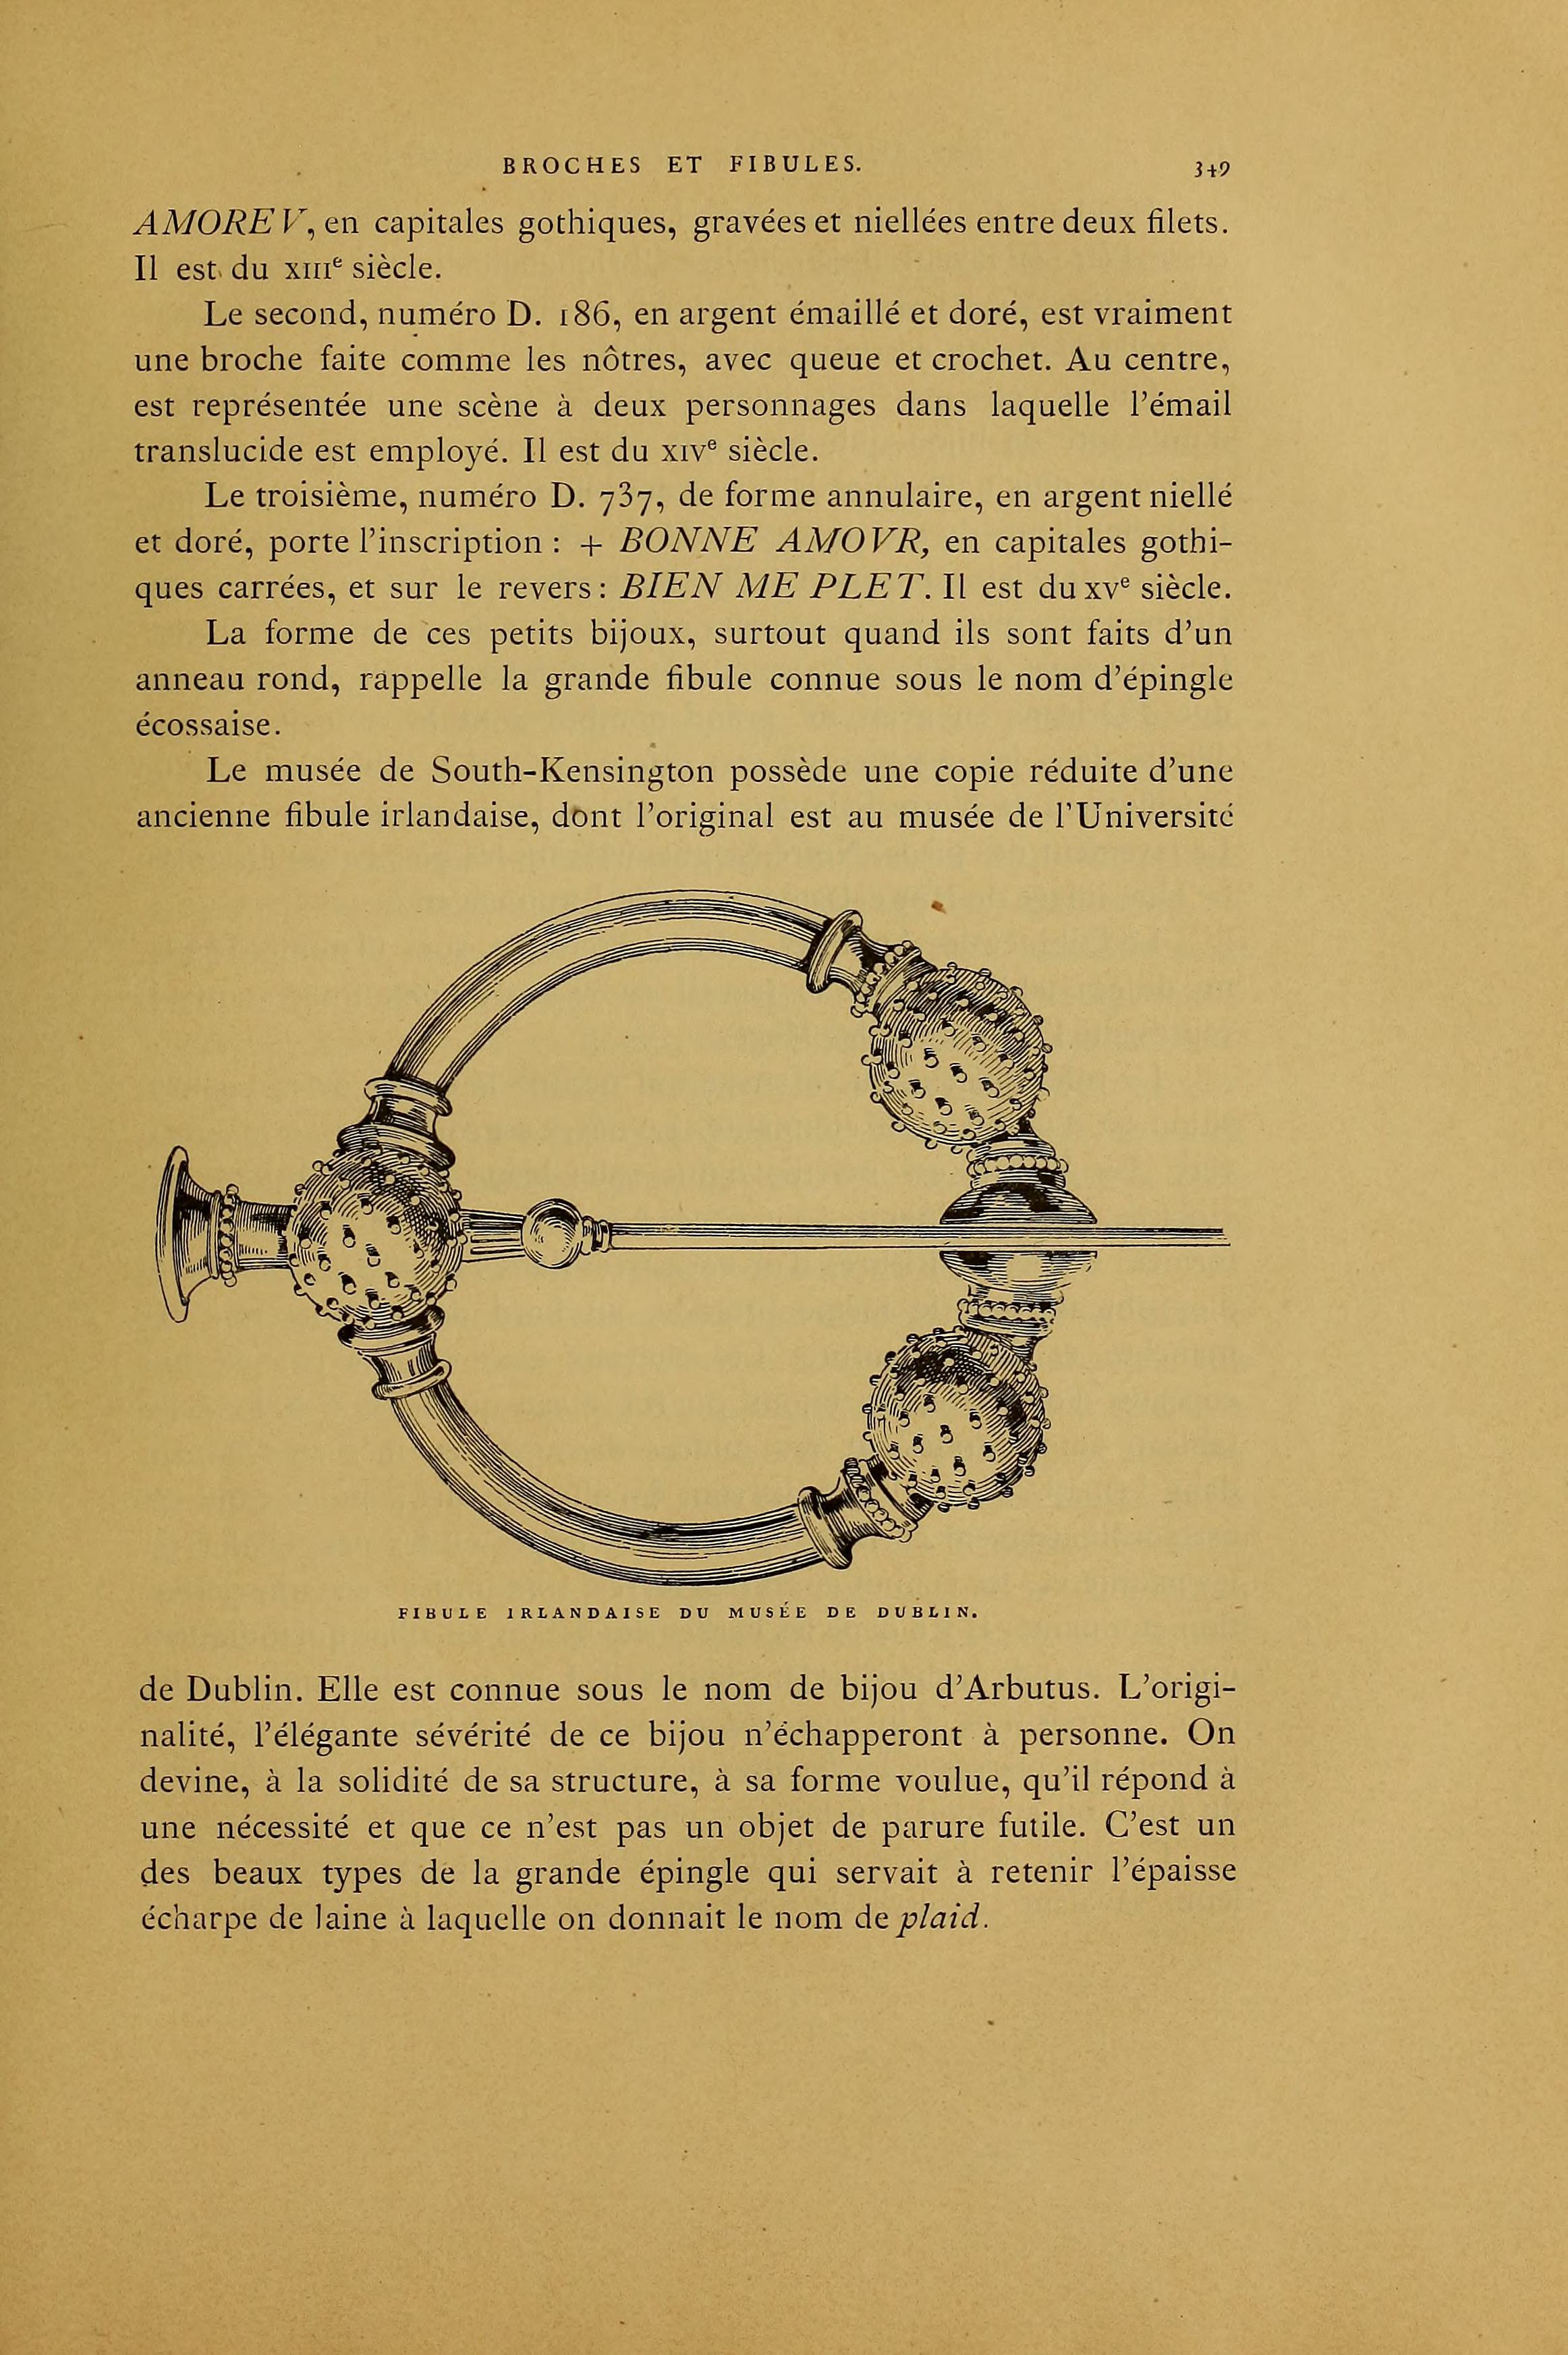 BROCHES ET FIBULES. 349
AMOREV, en capitales gothiques, gravées et niellées entre deux filets.
Il est du XIIIe siècle.
Le second, numéro D. 186, en argent émaillé et doré, est vraiment
une broche faite comme les nôtres, avec queue et crochet. Au centre,
est représentée une scène à deux personnages dans laquelle l'émail
translucide est employé. Il est du XIVe siècle.
Le troisième, numéro D. 737, de forme annulaire, en argent niellé
et doré, porte l'inscription : + BONNE AMOVR, en capitales gothi-
ques carrées, et sur le revers : BIEN ME PLET. Il est du XVe siècle.
La forme de ces petits bijoux, surtout quand ils sont faits d'un
anneau rond, rappelle la grande fibule connue sous le nom d'épingle
écossaise.
Le musée de South-Kensington possède une copie réduite d'une
ancienne fibule irlandaise, dont l'original est au musée de l'Université
FIBULE IRLANDAISE DU MUSÉE DE DUBLIN.
de Dublin. Elle est connue sous le nom de bijou d'Arbutus. L'origi-
nalité, l'élégante sévérité de ce bijou n'échapperont à personne. On
devine, à la solidité de sa structure, à sa forme voulue, qu'il répond à
une nécessité et que ce n'est pas un objet de parure futile. C'est un
des beaux types de la grande épingle qui servait à retenir l'épaisse
écharpe de laine à laquelle on donnait le nom de plaid.